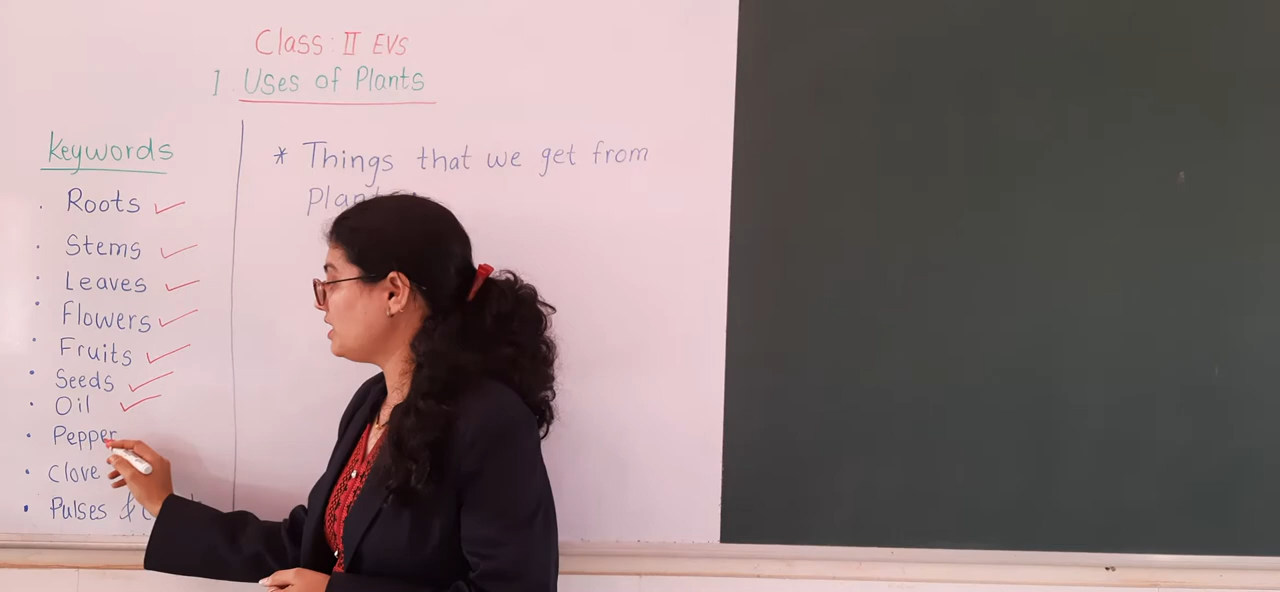 Class: II EVS
1 Uses of Plants
Keywords
· Roots ✓
· Stems ✓
· Leaves ✓
· Flowers ✓
· Fruits ✓
· Seeds ✓
· Oil ✓
· Pepper
· Clove
· Pulses &
* Things that we get from